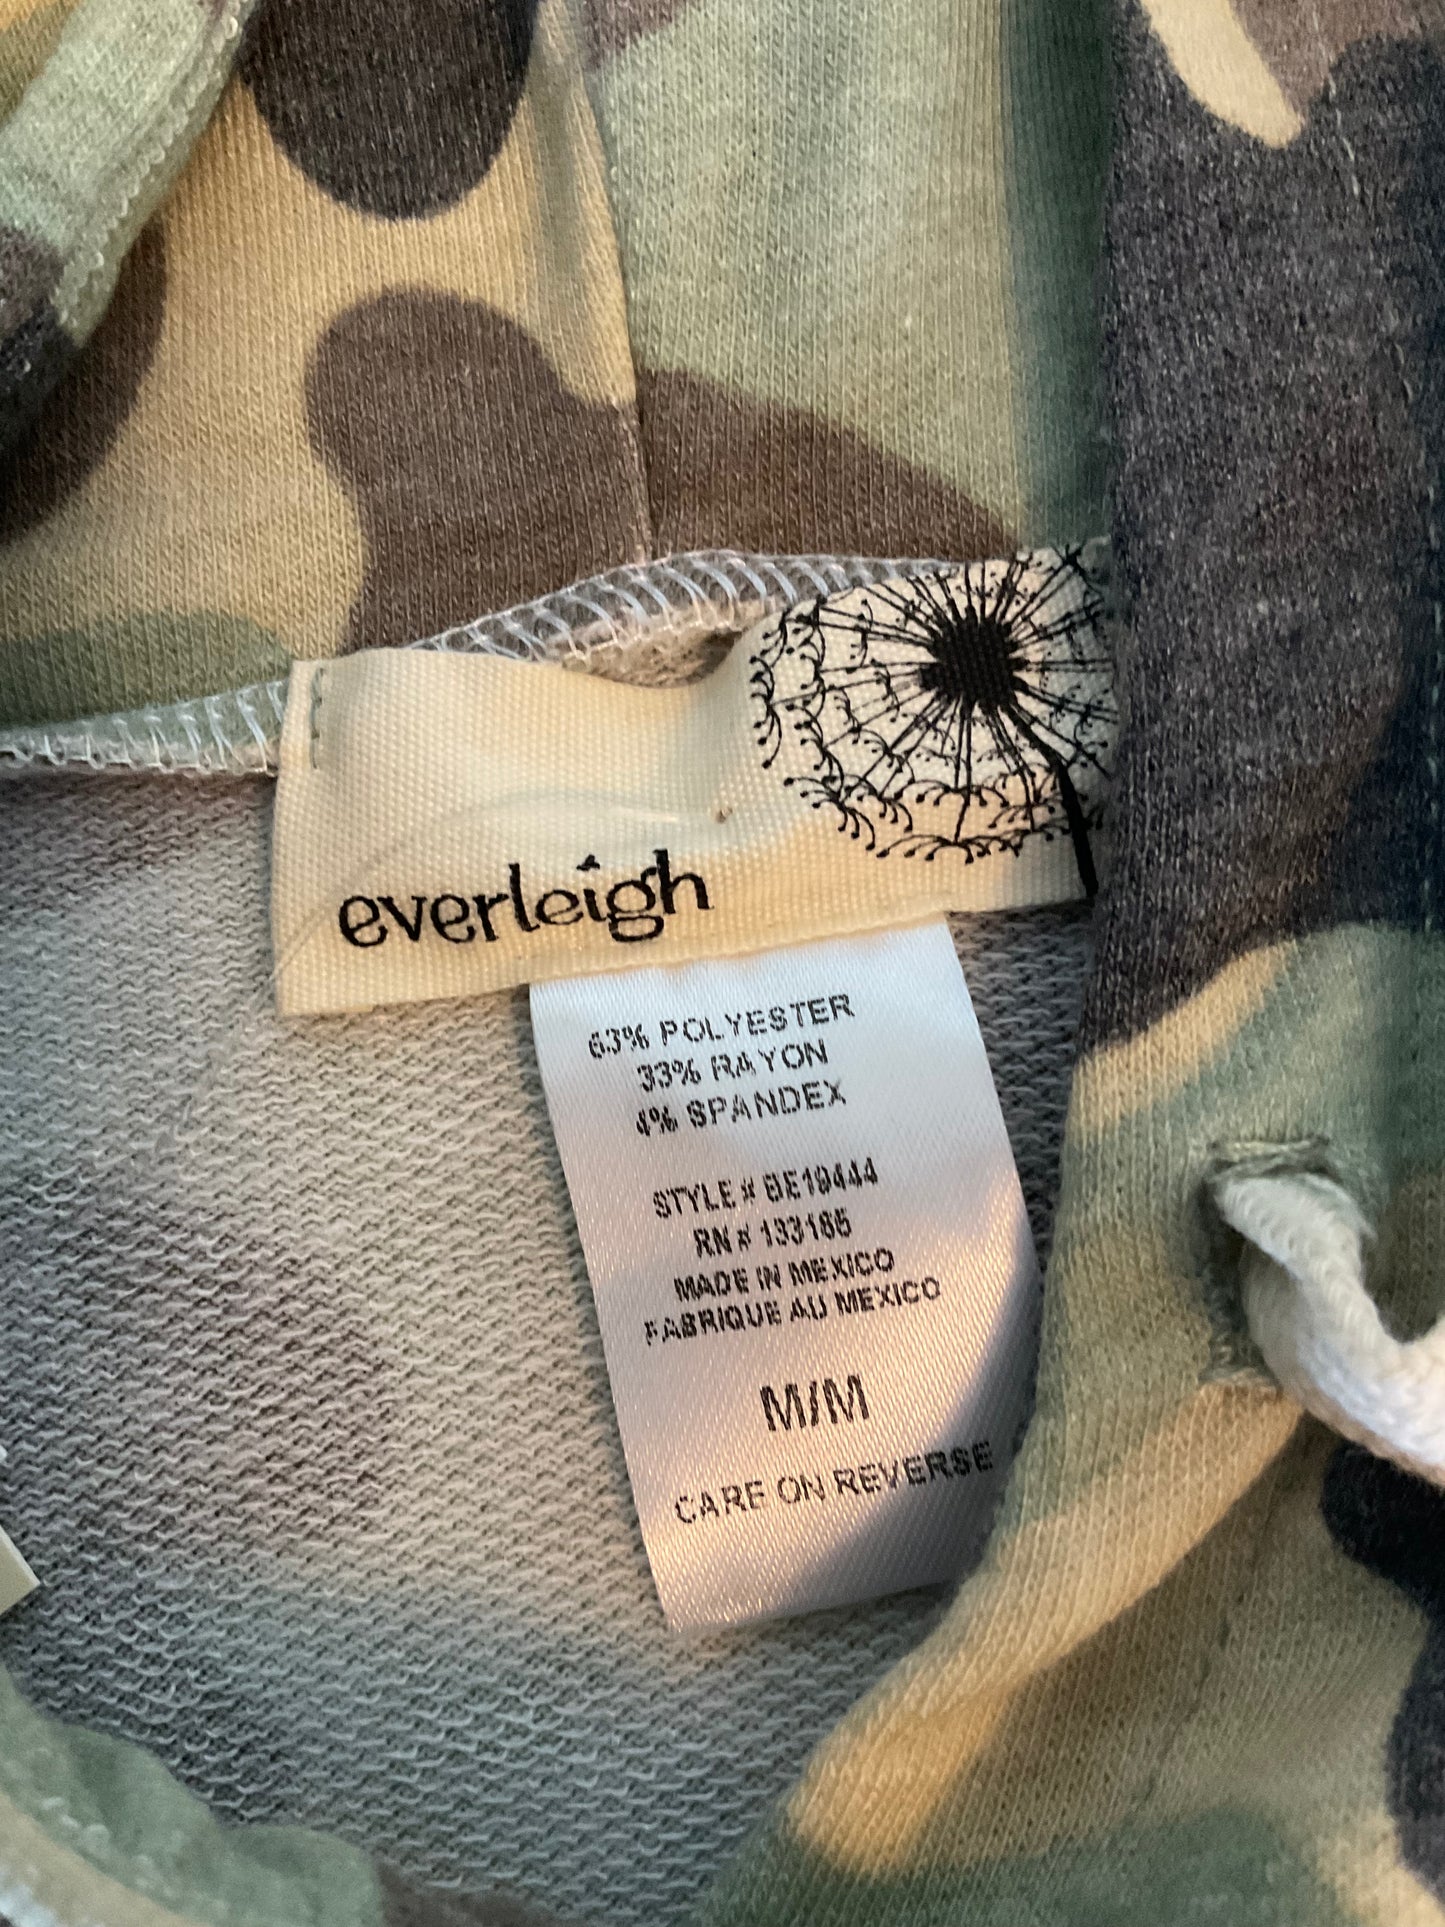 everleigh
63% POLYESTER
33% RAYON
4% SPANDEX
STYLE # BE19444
RN # 133185
MADE IN MEXICO
FABRIQUE AU MEXICO
M/M
CARE ON REVERSE